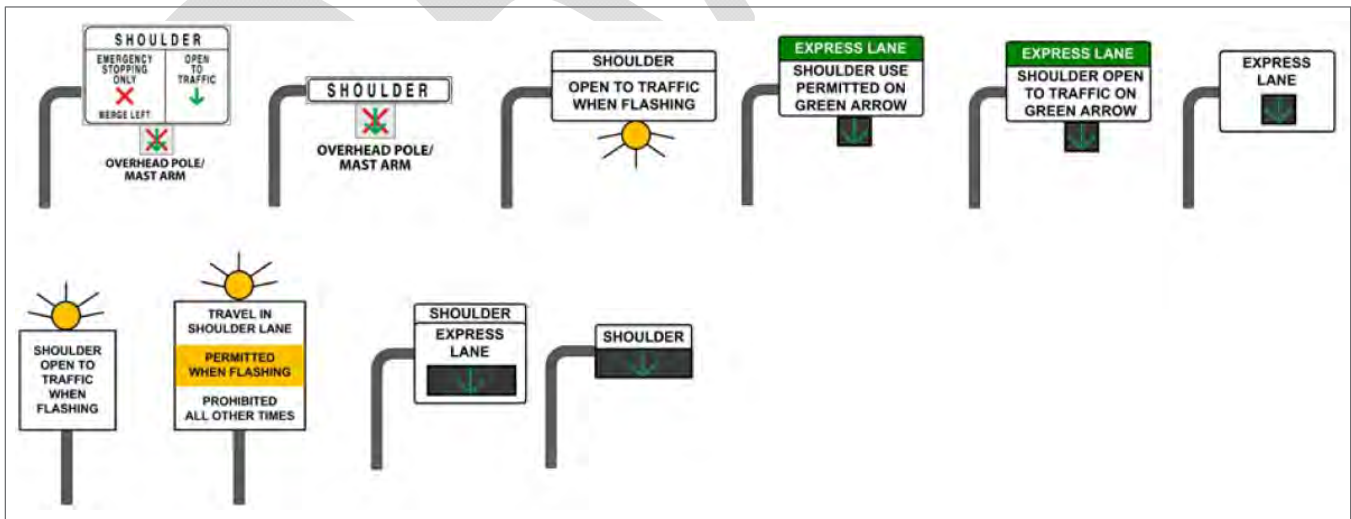 SHOULDER
EMERGENCY
STOPPING
ONLY
MERGE LEFT
OPEN
TO
TRAFFIC
OVERHEAD POLE/
MAST ARM
SHOULDER
OVERHEAD POLE/
MAST ARM
SHOULDER
OPEN TO TRAFFIC
WHEN FLASHING
EXPRESS LANE
SHOULDER USE
PERMITTED ON
GREEN ARROW
EXPRESS LANE
SHOULDER OPEN
TO TRAFFIC ON
GREEN ARROW
EXPRESS
LANE
SHOULDER
OPEN TO
TRAFFIC
WHEN
FLASHING
TRAVEL IN
SHOULDER LANE
PERMITTED
WHEN FLASHING
PROHIBITED
ALL OTHER TIMES
SHOULDER
EXPRESS
LANE
SHOULDER